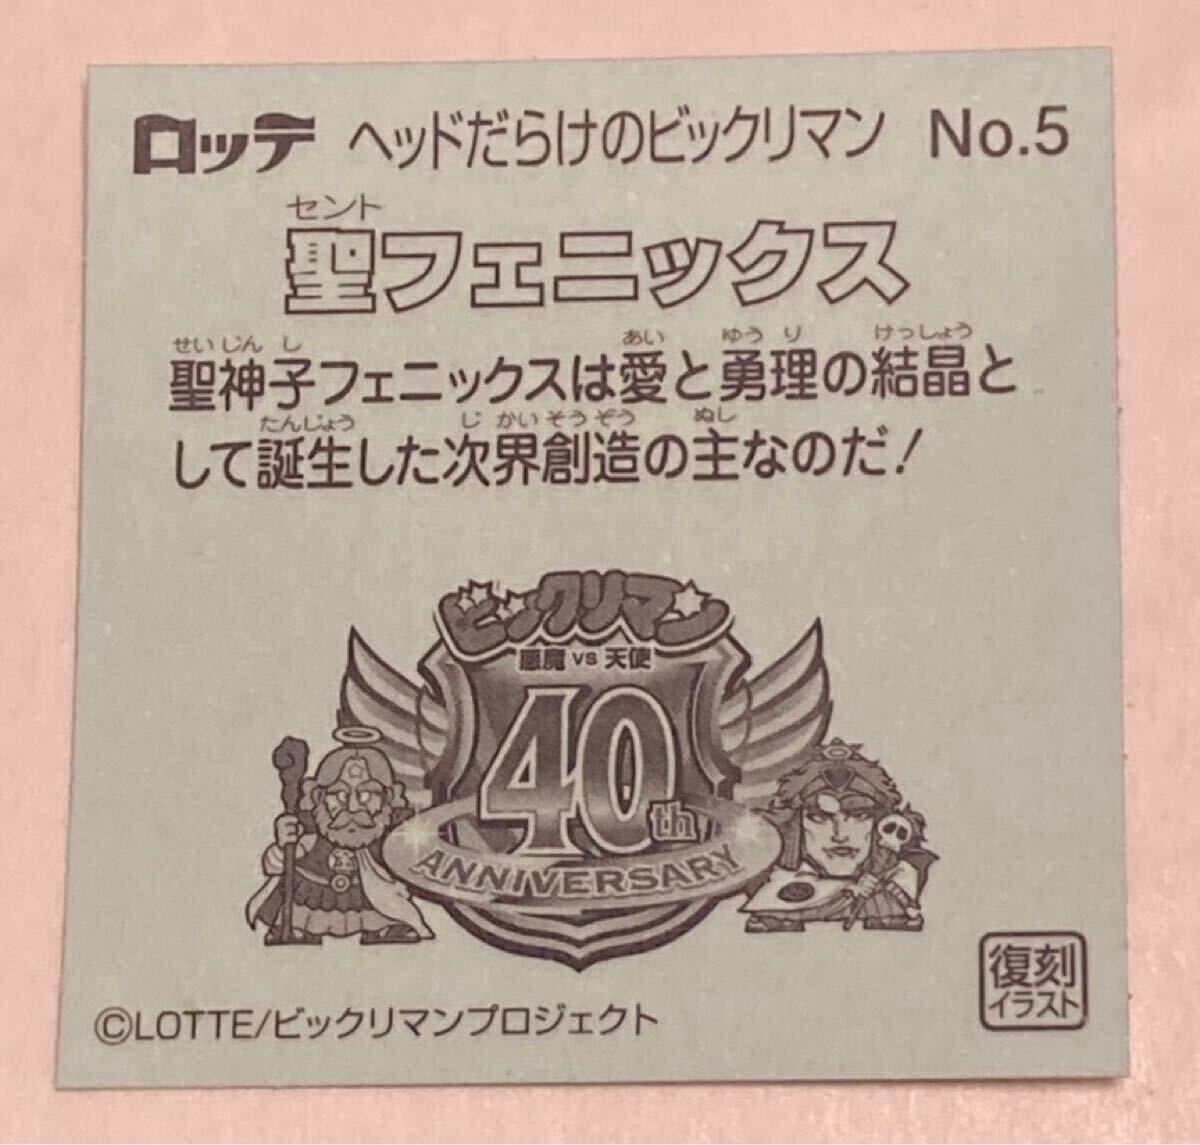 ロッテ ヘッドだらけのビックリマン No.5
セント
聖フェニックス
せいじんし あい ゆうり けっしょう
聖神子フェニックスは愛と勇理の結晶と
たんじょう じかいそうぞう ぬし
して誕生した次界創造の主なのだ!
ビックリマン
悪魔 VS 天使
40th
ANNIVERSARY
復刻
イラスト
©LOTTE/ビックリマンプロジェクト